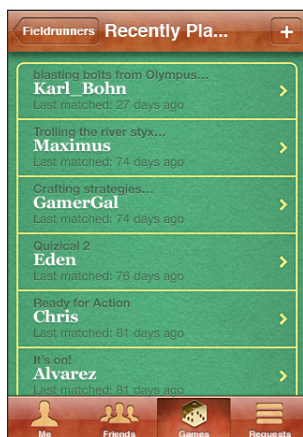 Fieldrunners Recently Pla... +
blasting bolts from Olympus...
Karl_Bohn
Last matched: 27 days ago
Trolling the river styx...
Maximus
Last matched: 74 days ago
Crafting strategies...
GamerGal
Last matched: 74 days ago
Quizical 2
Eden
Last matched: 76 days ago
Ready for Action
Chris
Last matched: 81 days ago
It's on!
Alvarez
Last matched: 81 days ago
Me Friends Games Requests